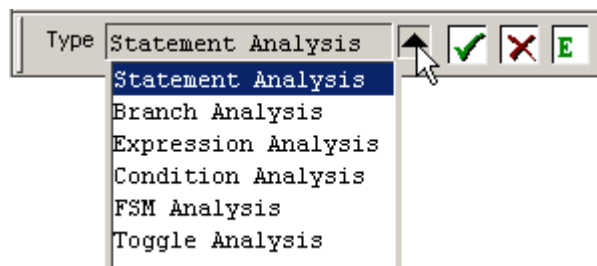 Type Statement Analysis E
Statement Analysis
Branch Analysis
Expression Analysis
Condition Analysis
FSM Analysis
Toggle Analysis